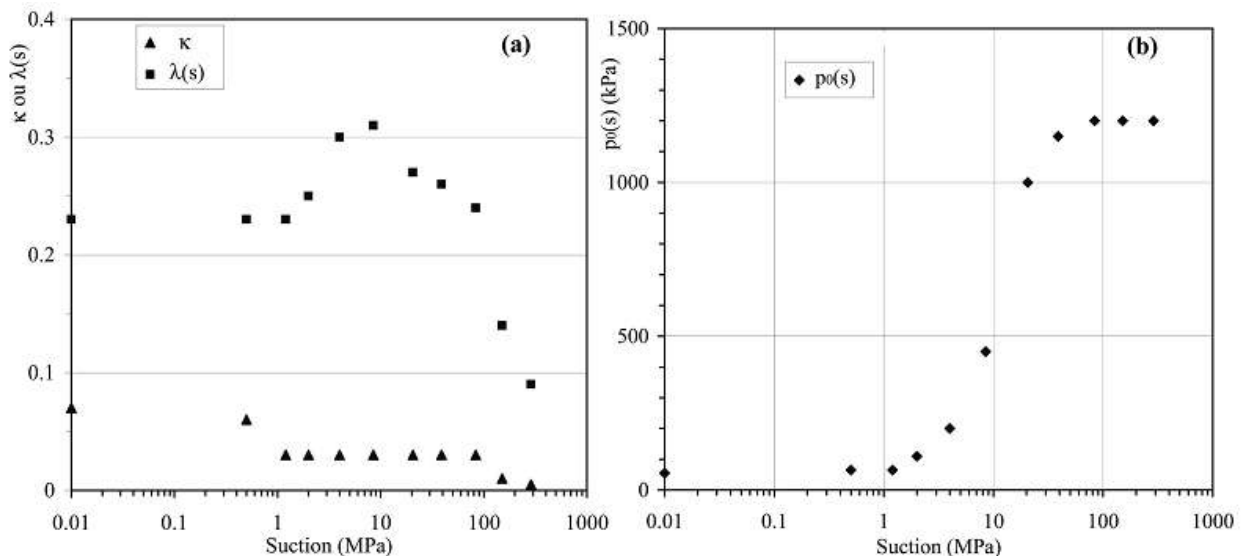 0.4
0.3
0.2
0.1
0
κ ou λ(s)
κ
λ(s)
(a)
0.01 0.1 1 10 100 1000
Suction (MPa)
1500
1000
500
0
p0(s) (kPa)
p0(s)
(b)
0.01 0.1 1 10 100 1000
Suction (MPa)